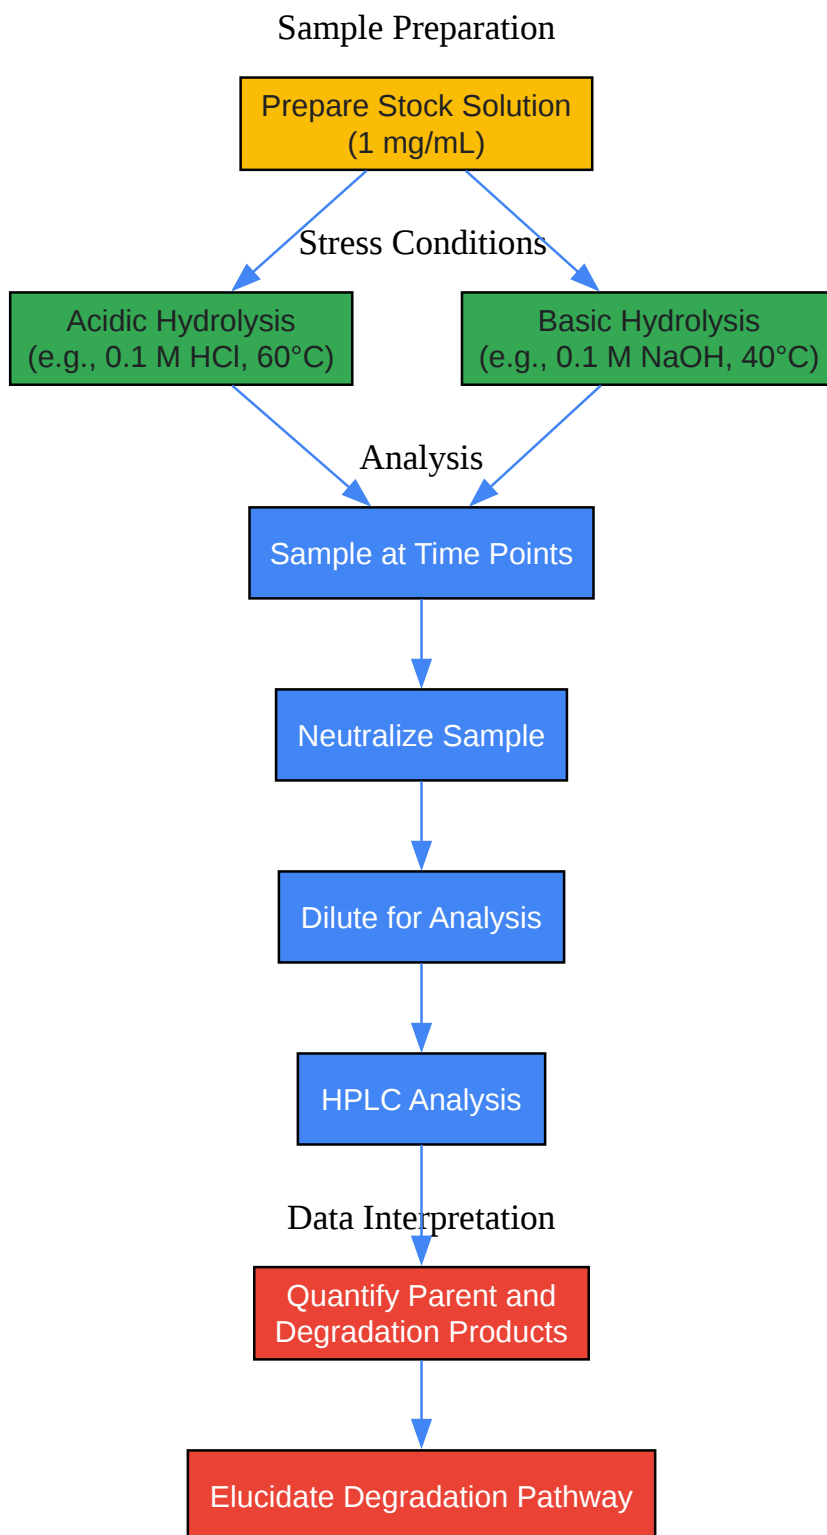 Sample Preparation
Prepare Stock Solution
(1 mg/mL)
Stress Conditions
Acidic Hydrolysis
(e.g., 0.1 M HCl, 60°C)
Basic Hydrolysis
(e.g., 0.1 M NaOH, 40°C)
Analysis
Sample at Time Points
Neutralize Sample
Dilute for Analysis
HPLC Analysis
Data Interpretation
Quantify Parent and
Degradation Products
Elucidate Degradation Pathway